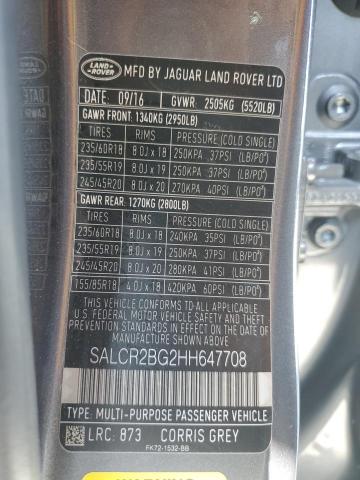 LAND ROVER
MFD BY JAGUAR LAND ROVER LTD
DATE: 09/16 GVWR: 2505KG (5520LB)
GAWR FRONT: 1340KG (2950LB)
TIRES RIMS PRESSURE (COLD SINGLE)
235/60R18 8.0J x 18 250KPA 37PSI (LB/PO²)
235/55R19 8.0J x 19 250KPA 37PSI (LB/PO²)
245/45R20 8.0J x 20 270KPA 40PSI (LB/PO²)
GAWR REAR: 1270KG (2800LB)
TIRES RIMS PRESSURE (COLD SINGLE)
235/60R18 8.0J x 18 240KPA 35PSI (LB/PO²)
235/55R19 8.0J x 19 240KPA 35PSI (LB/PO²)
245/45R20 8.0J x 20 280KPA 41PSI (LB/PO²)
155/85R18 4.0J x 18 420KPA 60PSI (LB/PO²)
THIS VEHICLE CONFORMS TO ALL APPLICABLE
FEDERAL MOTOR VEHICLE SAFETY AND
THEFT PREVENTION STANDARDS IN EFFECT ON
THE DATE OF MANUFACTURE SHOWN ABOVE.
SALCR2BG2HH647708
TYPE: MULTI-PURPOSE PASSENGER VEHICLE
LRC: 873 CORRIS GREY
FK72-1532-BB
WARNING